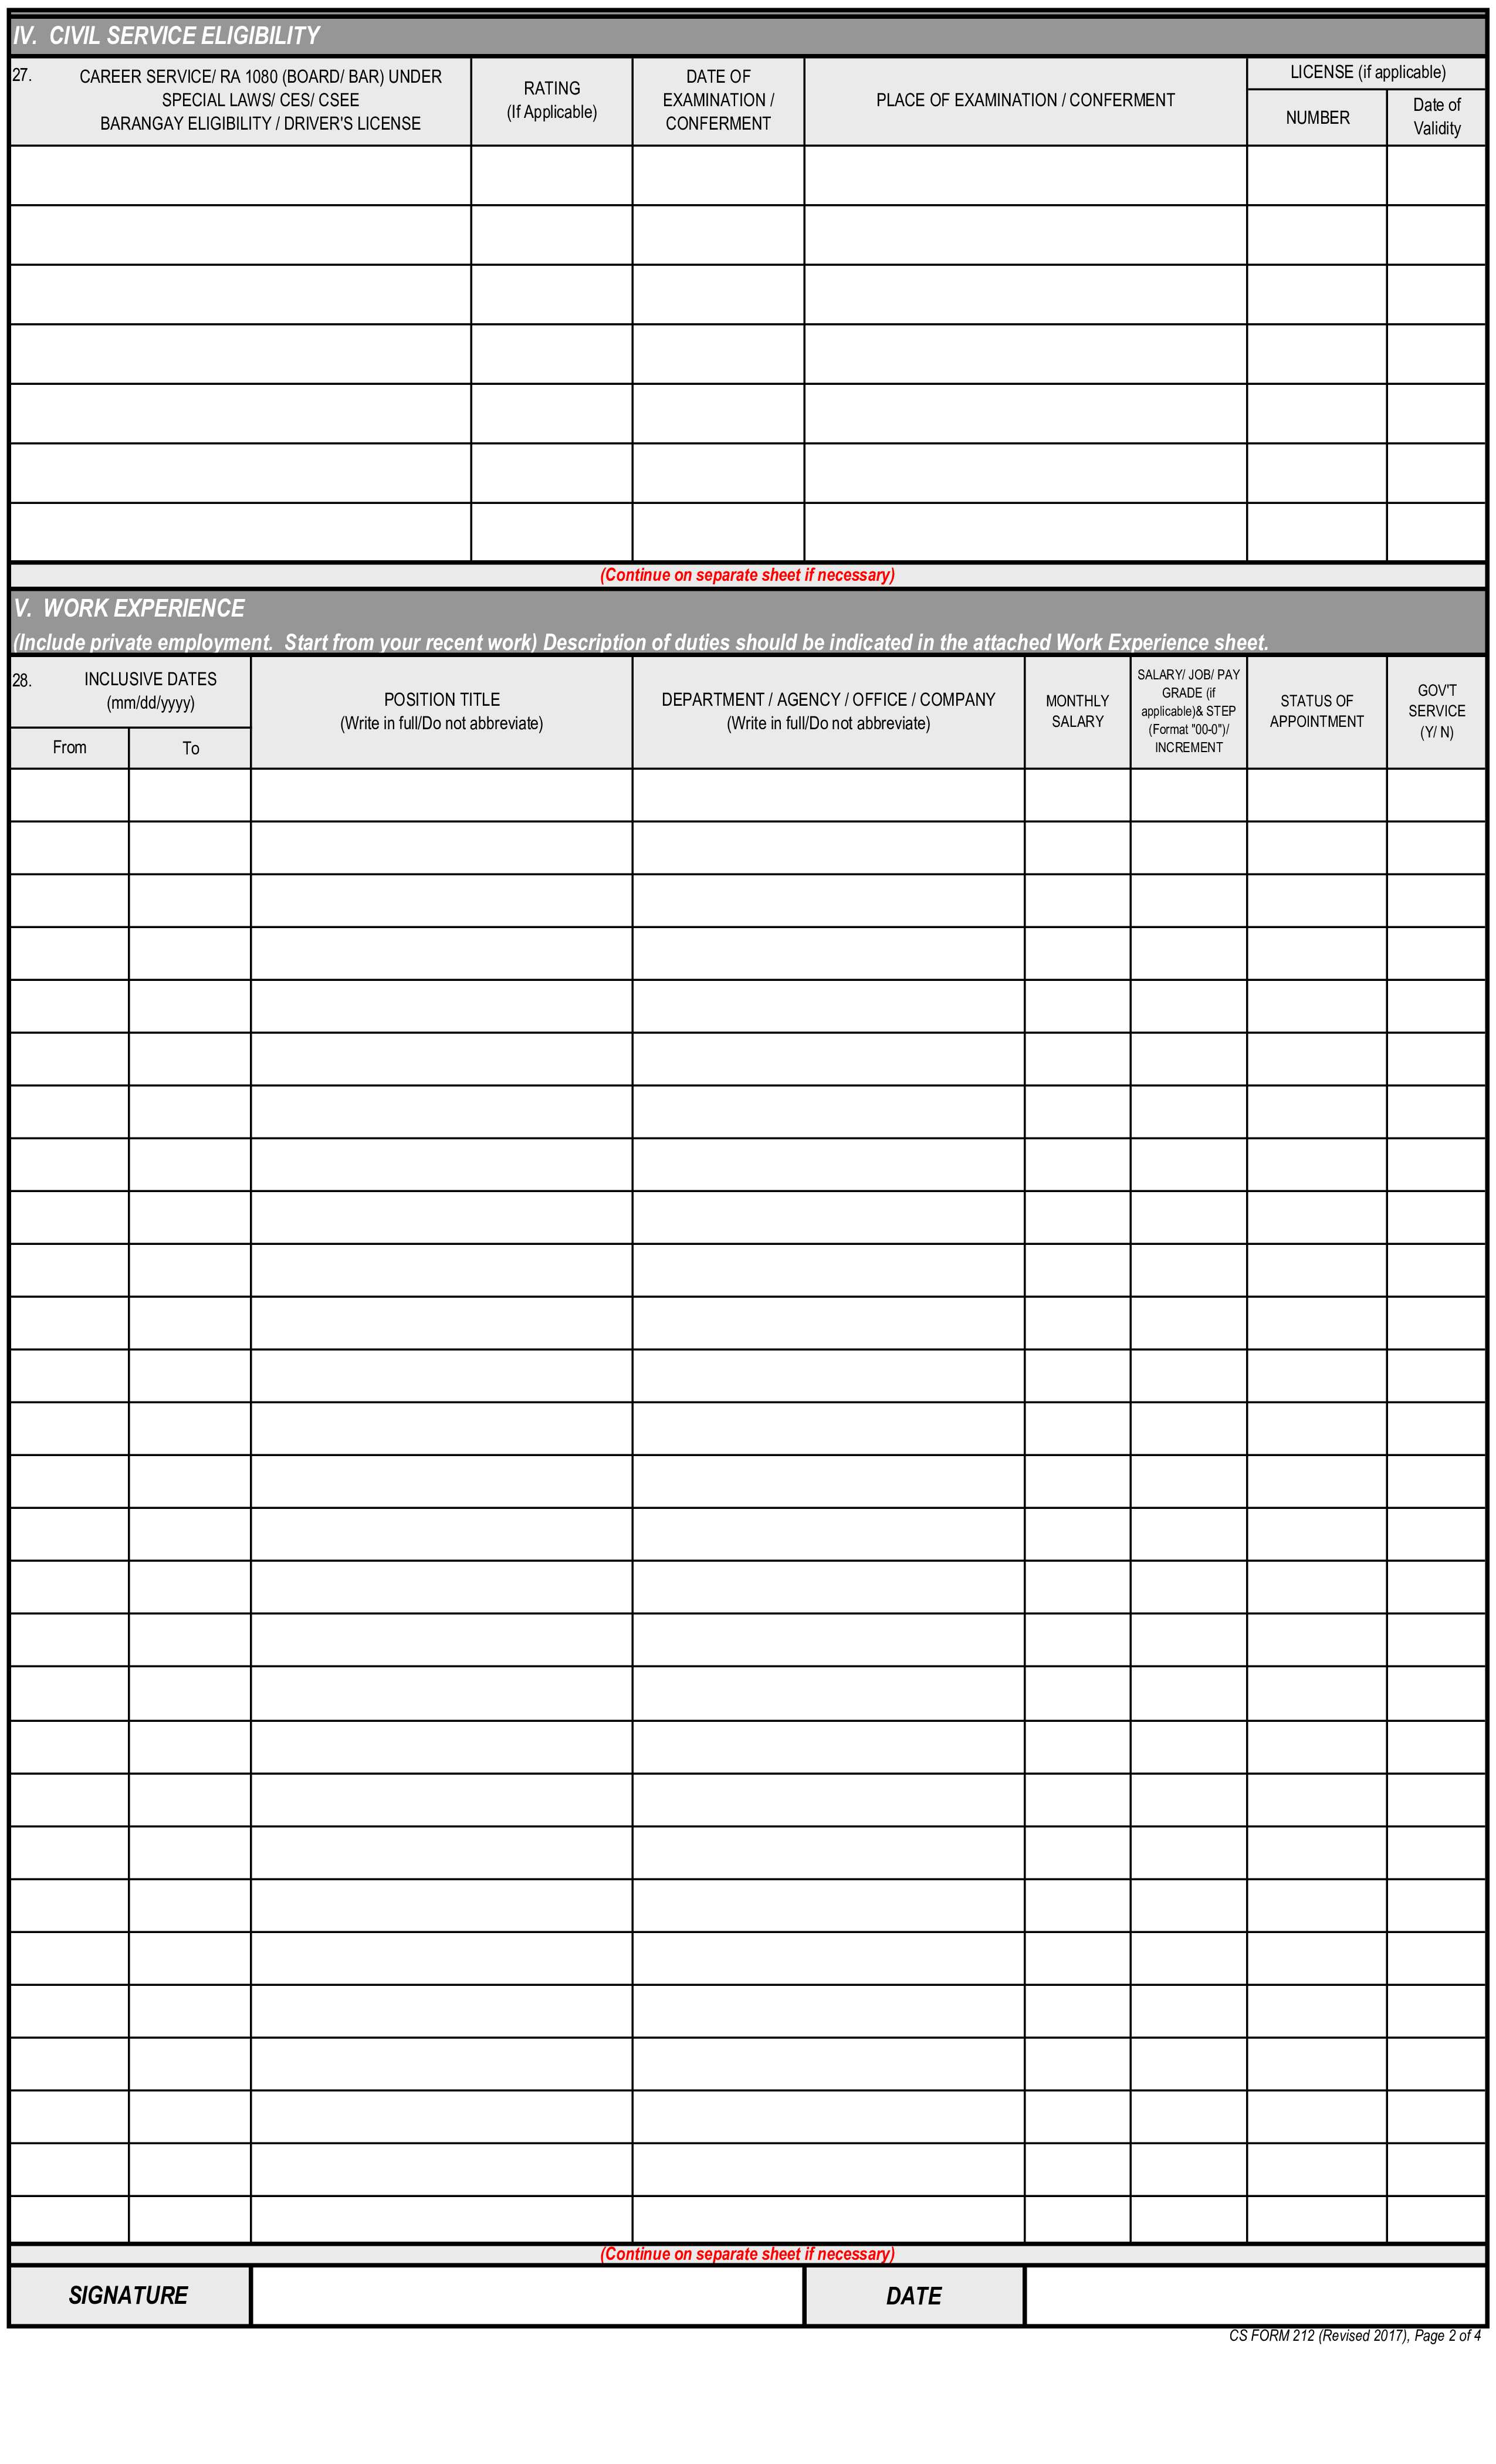 IV.  CIVIL SERVICE ELIGIBILITY
27.
CAREER SERVICE/ RA 1080 (BOARD/ BAR) UNDER
SPECIAL LAWS/ CES/ CSEE
BARANGAY ELIGIBILITY / DRIVER'S LICENSE
RATING
(If Applicable)
DATE OF
EXAMINATION /
CONFERMENT
PLACE OF EXAMINATION / CONFERMENT
LICENSE (if applicable)
NUMBER
Date of
Validity
(Continue on separate sheet if necessary)
V.  WORK EXPERIENCE
(Include private employment.  Start from your recent work) Description of duties should be indicated in the attached Work Experience sheet.
28.
INCLUSIVE DATES
(mm/dd/yyyy)
From
To
POSITION TITLE
(Write in full/Do not abbreviate)
DEPARTMENT / AGENCY / OFFICE / COMPANY
(Write in full/Do not abbreviate)
MONTHLY
SALARY
SALARY/ JOB/ PAY
GRADE (if
applicable)& STEP
(Format "00-0")/
INCREMENT
STATUS OF
APPOINTMENT
GOV'T
SERVICE
(Y/ N)
(Continue on separate sheet if necessary)
SIGNATURE
DATE
CS FORM 212 (Revised 2017), Page 2 of 4